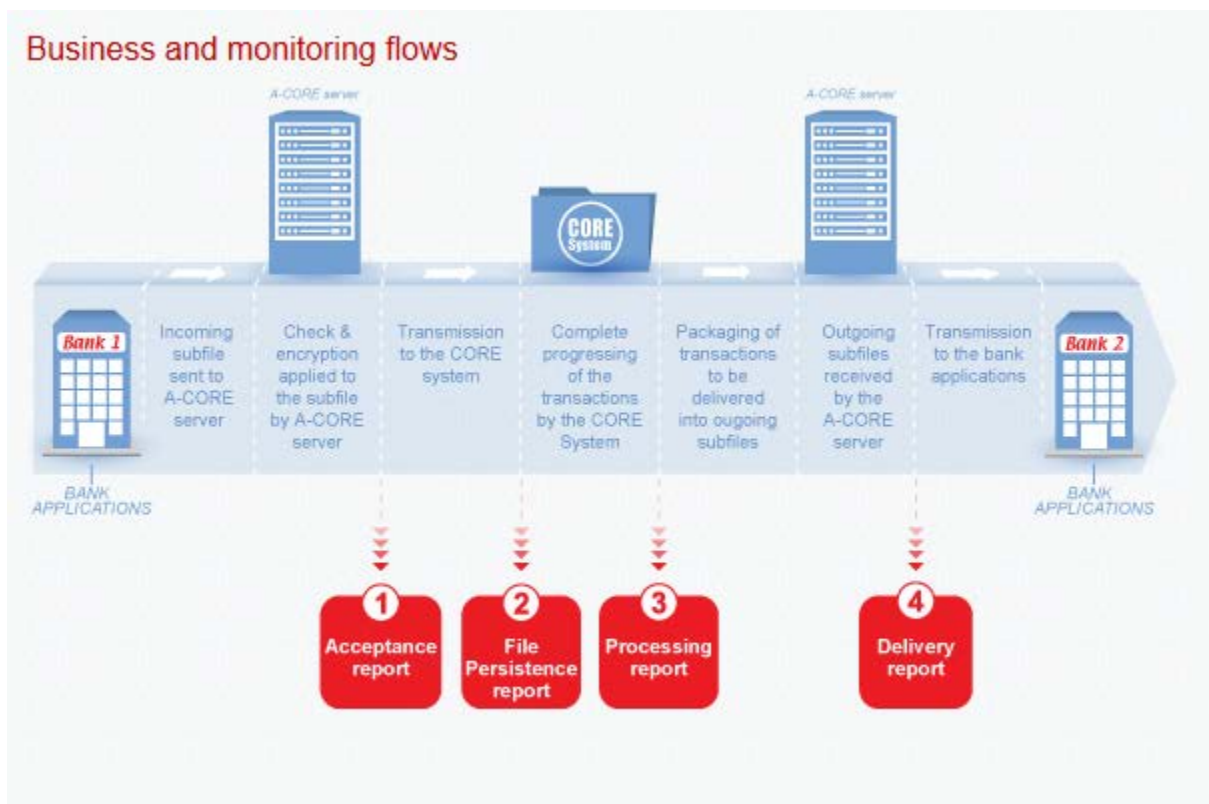 Business and monitoring flows
A-CORE server
A-CORE server
CORE
System
Bank 1
Incoming
subfile
sent to
A-CORE
server
Check &
encryption
applied to
the subfile
by A-CORE
server
Transmission
to the CORE
system
Complete
progressing
of the
transactions
by the CORE
System
Packaging of
transactions
to be
delivered
into ougoing
subfiles
Outgoing
subfiles
received
by the
A-CORE
server
Transmission
to the bank
applications
Bank 2
BANK
APPLICATIONS
BANK
APPLICATIONS
1
Acceptance
report
2
File
Persistence
report
3
Processing
report
4
Delivery
report